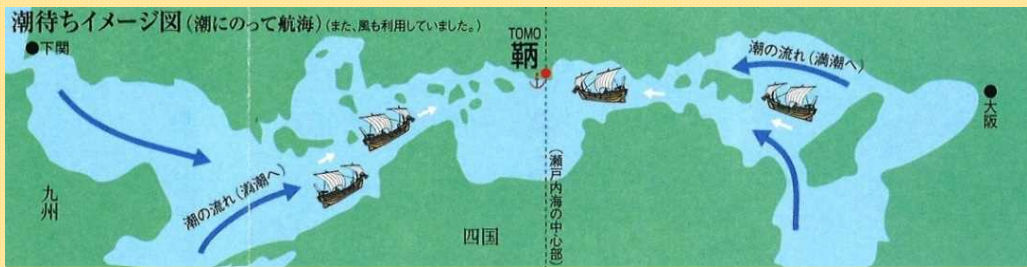 潮待ちイメージ図(潮にのって航海)(また、風も利用していました。)
下関
TOMO
鞆
潮の流れ(満潮へ)
大阪
九州
潮の流れ(満潮へ)
四国
(瀬戸内海の中心部)